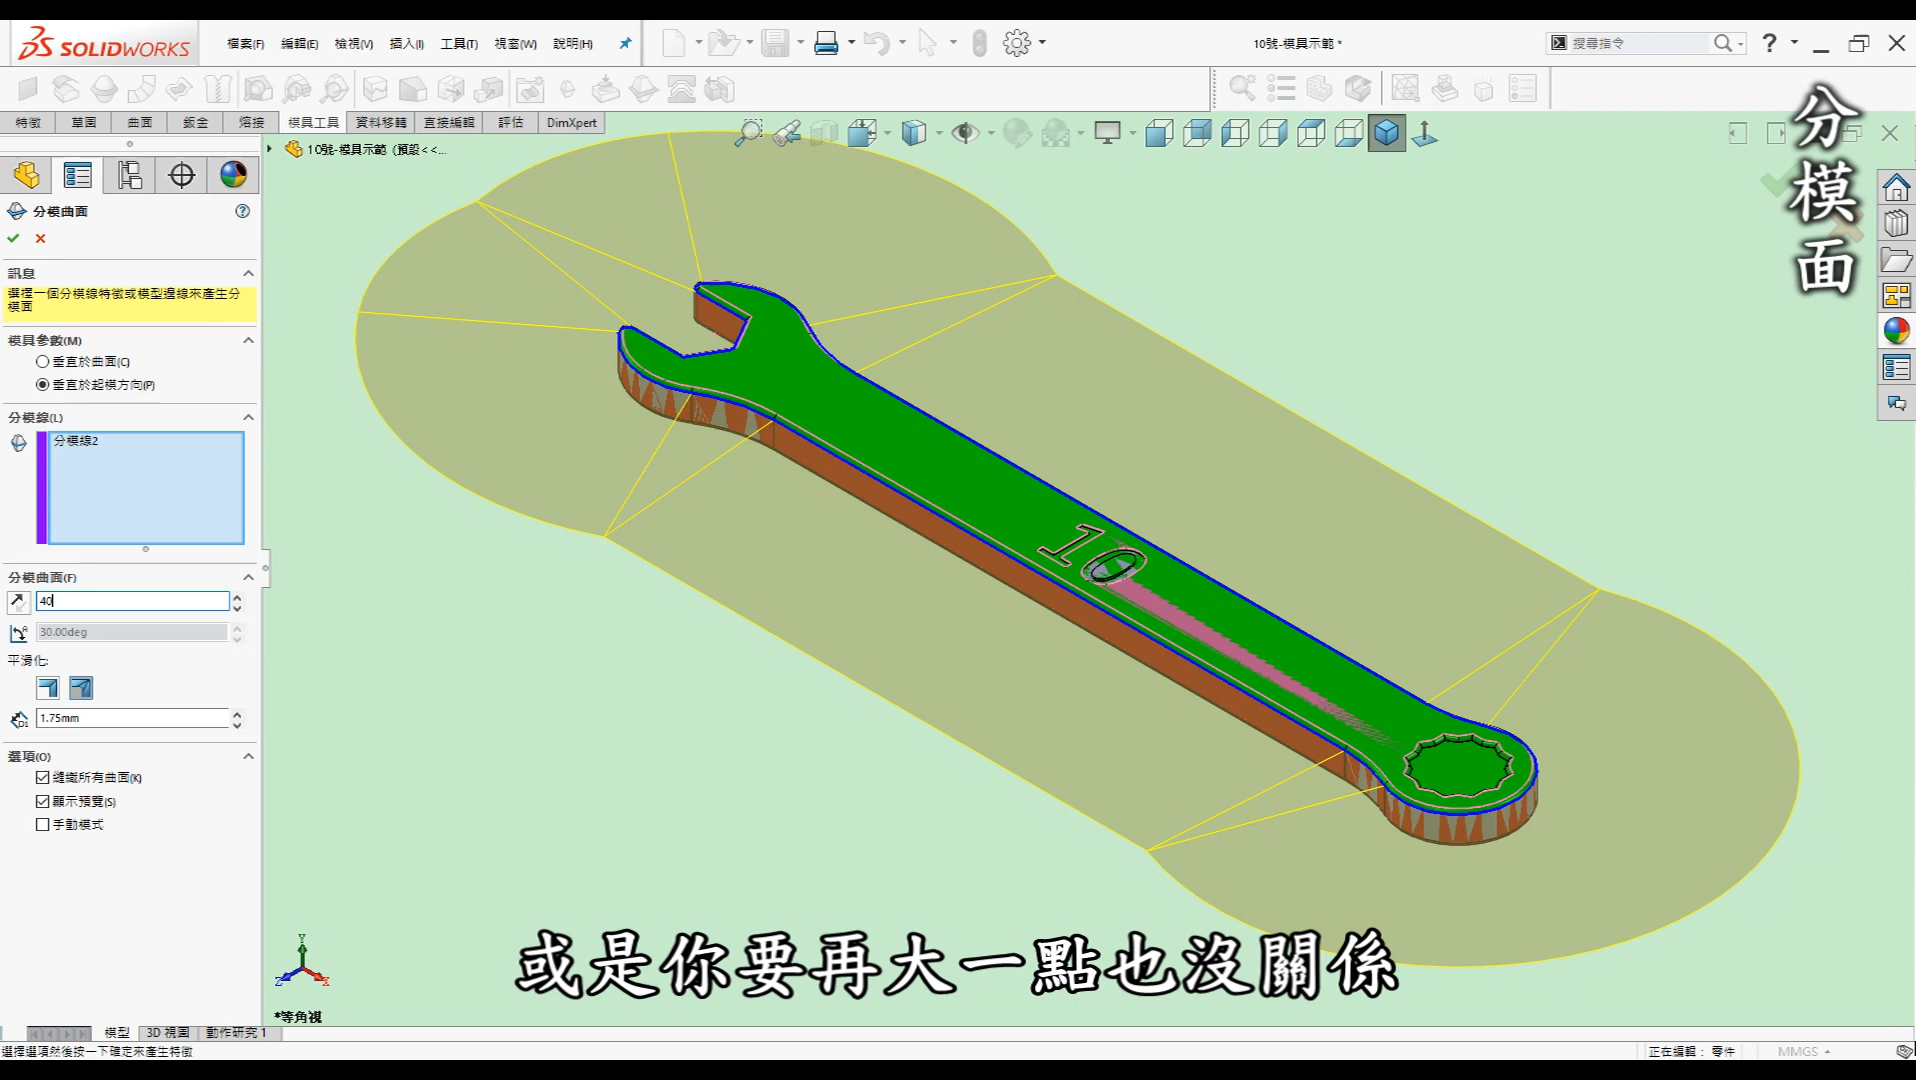 SOLIDWORKS
檔案(F) 編輯(E) 檢視(V) 插入(I) 工具(T) 視窗(W) 說明(H)
10號-模具示範 *
搜尋指令
特徵 草圖 曲面 鈑金 熔接 模具工具 資料移轉 直接編輯 評估 DimXpert
10號-模具示範 (預設<<...
分模面
分模曲面
訊息
選擇一個分模線特徵或模型邊線來產生分
模面
模具參數(M)
垂直於曲面(C)
垂直於起模方向(P)
分模線(L)
分模線2
分模曲面(F)
40
30.00deg
平滑化:
1.75mm
選項(O)
縫織所有曲面(K)
顯示預覽(S)
手動模式
10
Y
Z
X
或是你要再大一點也沒關係
*等角視
模型 3D 視圖 動作研究 1
選擇選項然後按一下確定來產生特徵
正在編輯： 零件
MMGS